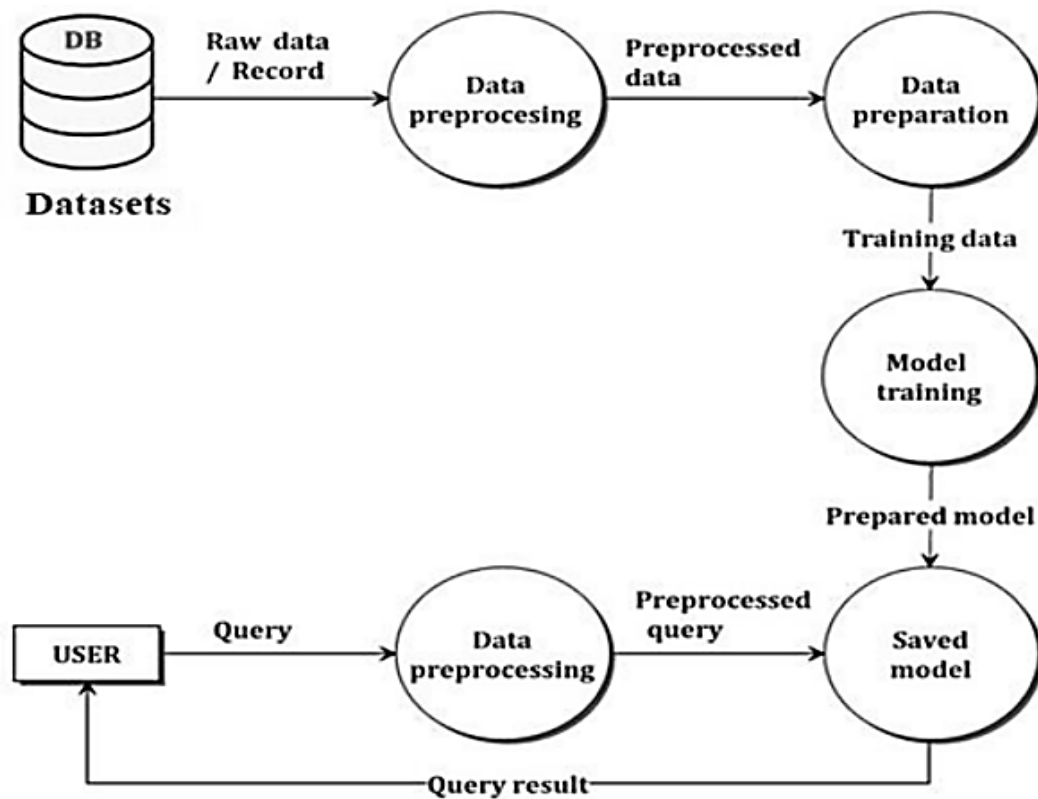 DB
Datasets
Raw data
/ Record
Data
preprocesing
Preprocessed
data
Data
preparation
Training data
Model
training
Prepared model
USER
Query
Data
preprocessing
Preprocessed
query
Saved
model
Query result